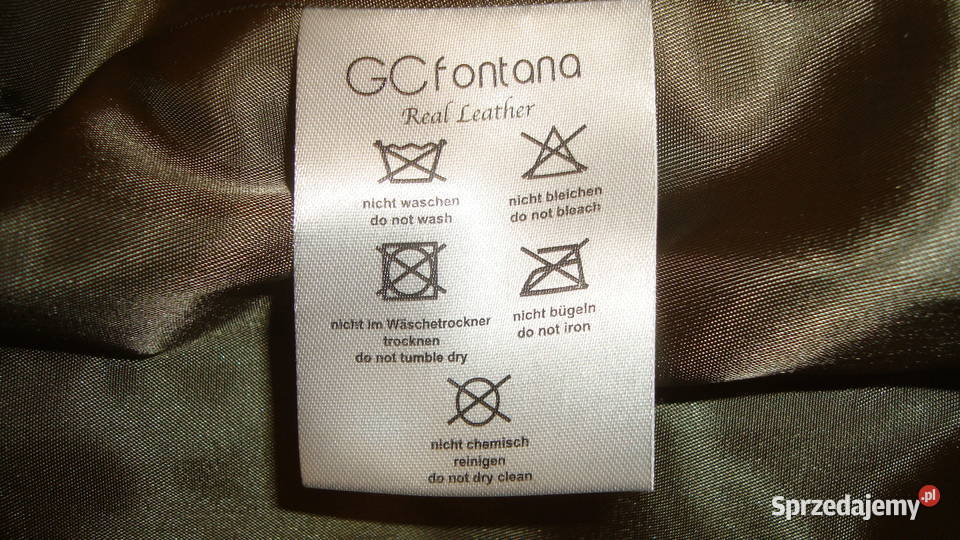 GCfontana
Real Leather
nicht waschen
do not wash
nicht bleichen
do not bleach
nicht im Wäschetrockner
trocknen
do not tumble dry
nicht bügeln
do not iron
nicht chemisch
reinigen
do not dry clean
Sprzedajemy.pl